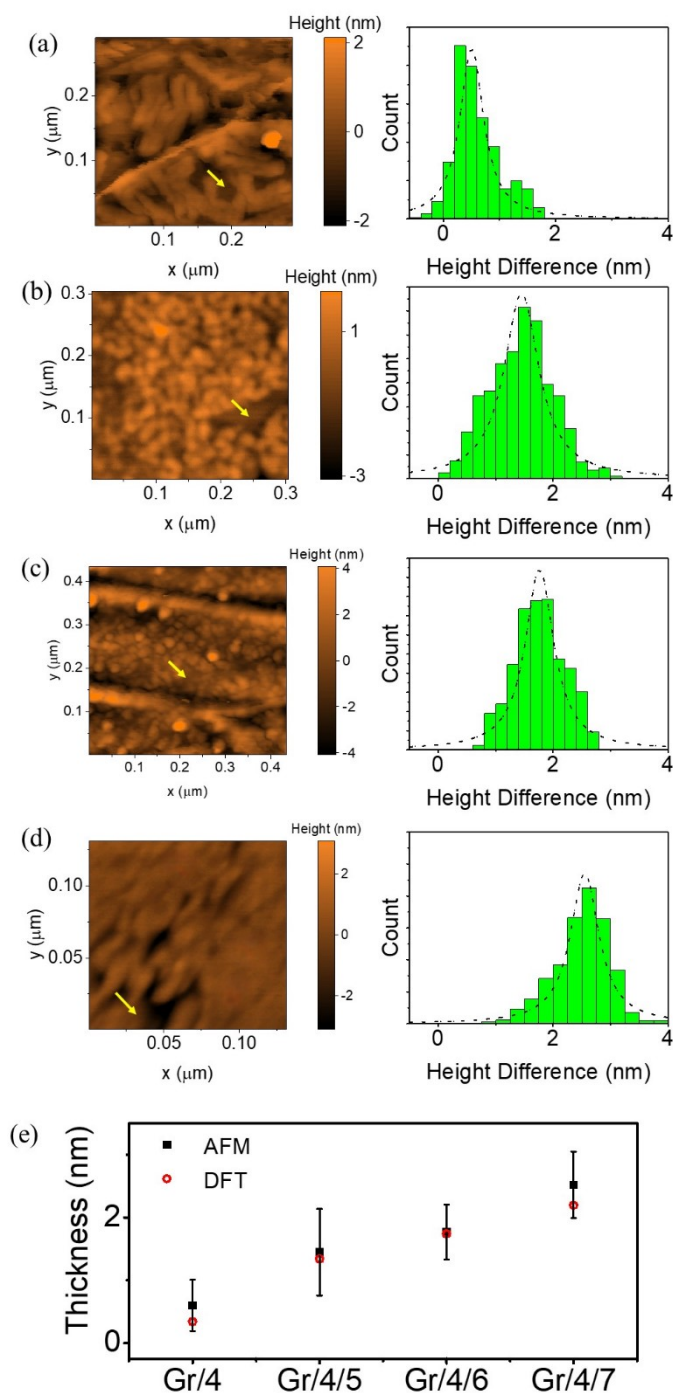 (a)
Height (nm)
2
0
-2
y (μm)
0.2
0.1
0.1 0.2
x (μm)
Count
0 2 4
Height Difference (nm)
(b)
Height (nm)
1
-3
y (μm)
0.3
0.2
0.1
0.1 0.2 0.3
x (μm)
Count
0 2 4
Height Difference (nm)
(c)
Height (nm)
4
2
0
-2
-4
y (μm)
0.4
0.3
0.2
0.1
0.1 0.2 0.3 0.4
x (μm)
Count
0 2 4
Height Difference (nm)
(d)
Height (nm)
2
0
-2
y (μm)
0.10
0.05
0.05 0.10
x (μm)
Count
0 2 4
Height Difference (nm)
(e)
AFM
DFT
Thickness (nm)
2
0
Gr/4 Gr/4/5 Gr/4/6 Gr/4/7